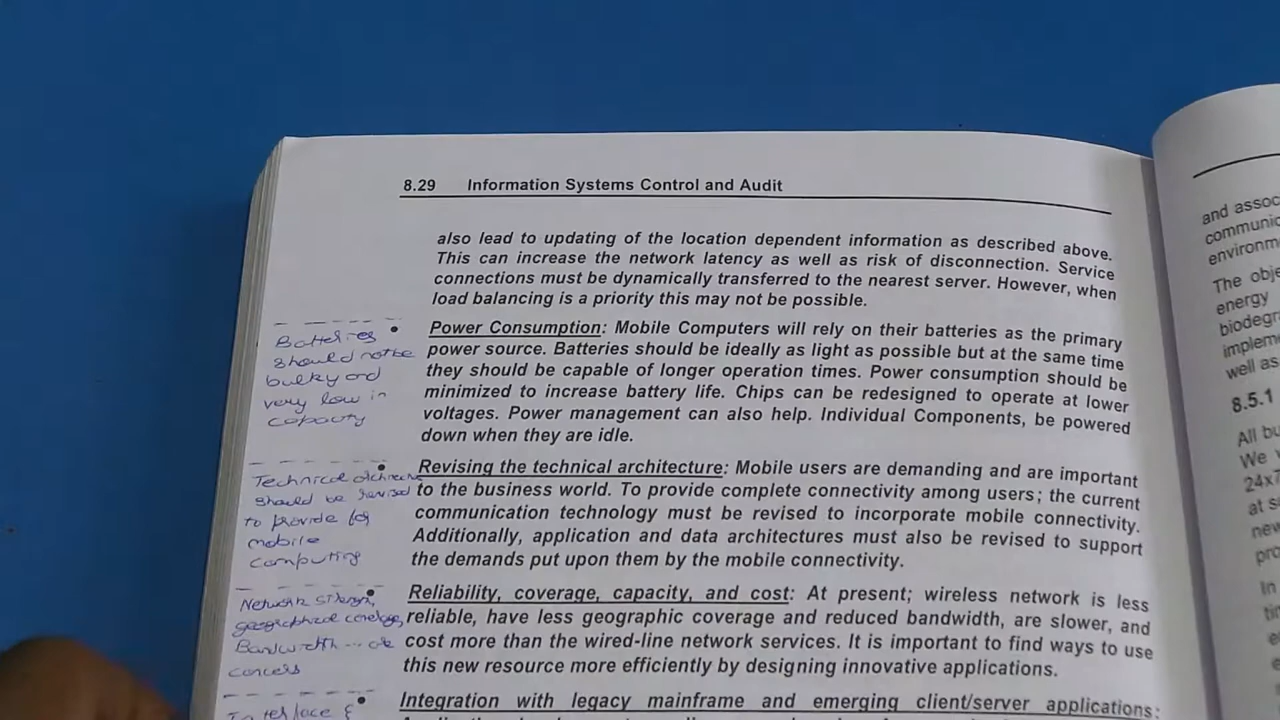 8.29 Information Systems Control and Audit
also lead to updating of the location dependent information as described above.
This can increase the network latency as well as risk of disconnection. Service
connections must be dynamically transferred to the nearest server. However, when
load balancing is a priority this may not be possible.
• Power Consumption: Mobile Computers will rely on their batteries as the primary
power source. Batteries should be ideally as light as possible but at the same time
they should be capable of longer operation times. Power consumption should be
minimized to increase battery life. Chips can be redesigned to operate at lower
voltages. Power management can also help. Individual Components, be powered
down when they are idle.
• Revising the technical architecture: Mobile users are demanding and are important
to the business world. To provide complete connectivity among users; the current
communication technology must be revised to incorporate mobile connectivity.
Additionally, application and data architectures must also be revised to support
the demands put upon them by the mobile connectivity.
• Reliability, coverage, capacity, and cost: At present; wireless network is less
reliable, have less geographic coverage and reduced bandwidth, are slower, and
cost more than the wired-line network services. It is important to find ways to use
this new resource more efficiently by designing innovative applications.
• Integration with legacy mainframe and emerging client/server applications:
Batteries
should not be
bulky and
very low in
capacity
Technical
should be revised
to provide for
mobile
computing
Network
coverage,
Bandwidth
Interface &
and assoc
communic
environm
The obje
energy
biodegra
impleme
well as
8.5.1
All bu
We
24x
at s
new
pro
In